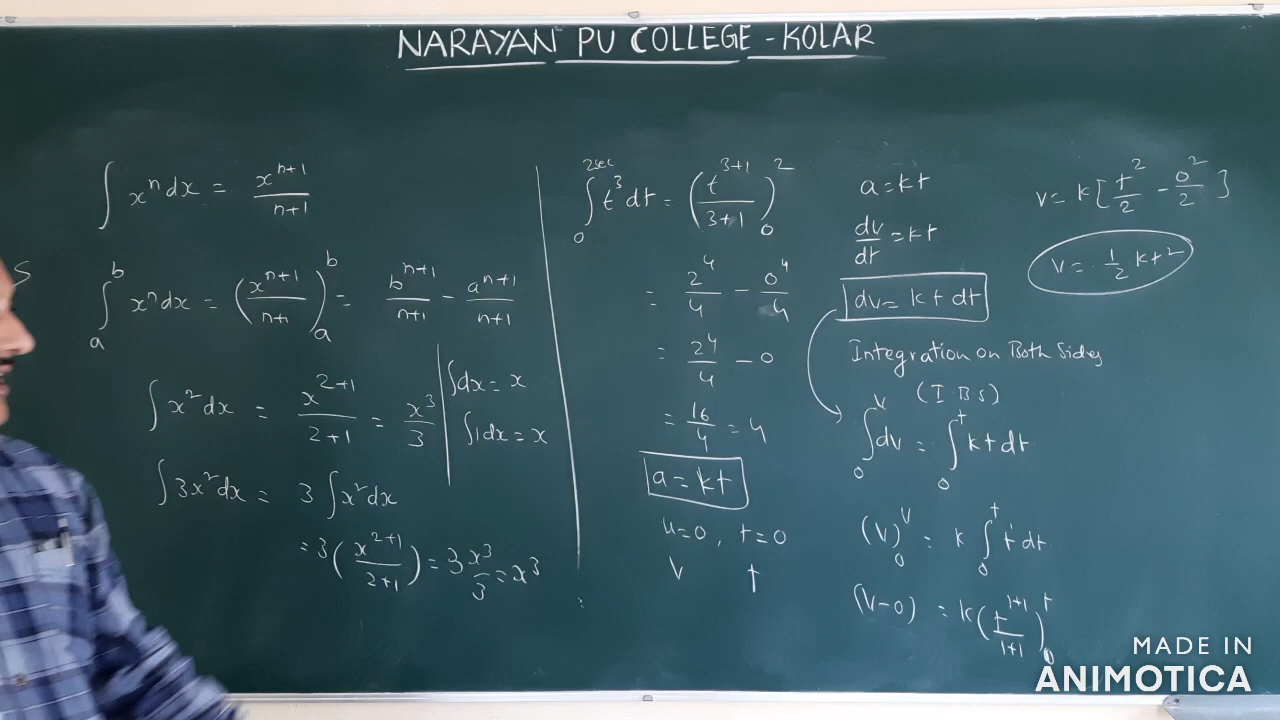 NARAYAN PU COLLEGE - KOLAR
∫ xⁿ dx = xⁿ⁺¹/n+1
∫ₐᵇ xⁿ dx = (xⁿ⁺¹/n+1)ₐᵇ = bⁿ⁺¹/n+1 - aⁿ⁺¹/n+1
∫ x² dx = x²⁺¹/2+1 = x³/3
∫dx = x
∫1dx = x
∫3x²dx = 3 ∫x²dx
= 3(x²⁺¹/2+1) = 3 x³/3 = x³
∫₀^2sec t³ dt = (t³⁺¹/3+1)₀²
= 2⁴/4 - 0⁴/4
= 2⁴/4 - 0
= 16/4 = 4
a = kt
u=0, t=0
v t
a = kt
dv/dt = kt
dv = kt dt
Integration on Both Sides
(I B S)
∫₀ᵛ dv = ∫₀ᵗ kt dt
(v)₀ᵛ = k ∫₀ᵗ t¹ dt
(v-0) = k(t¹⁺¹/1+1)₀ᵗ
v = k[t²/2 - 0²/2]
v = 1/2 kt²
MADE IN
ANIMOTICA